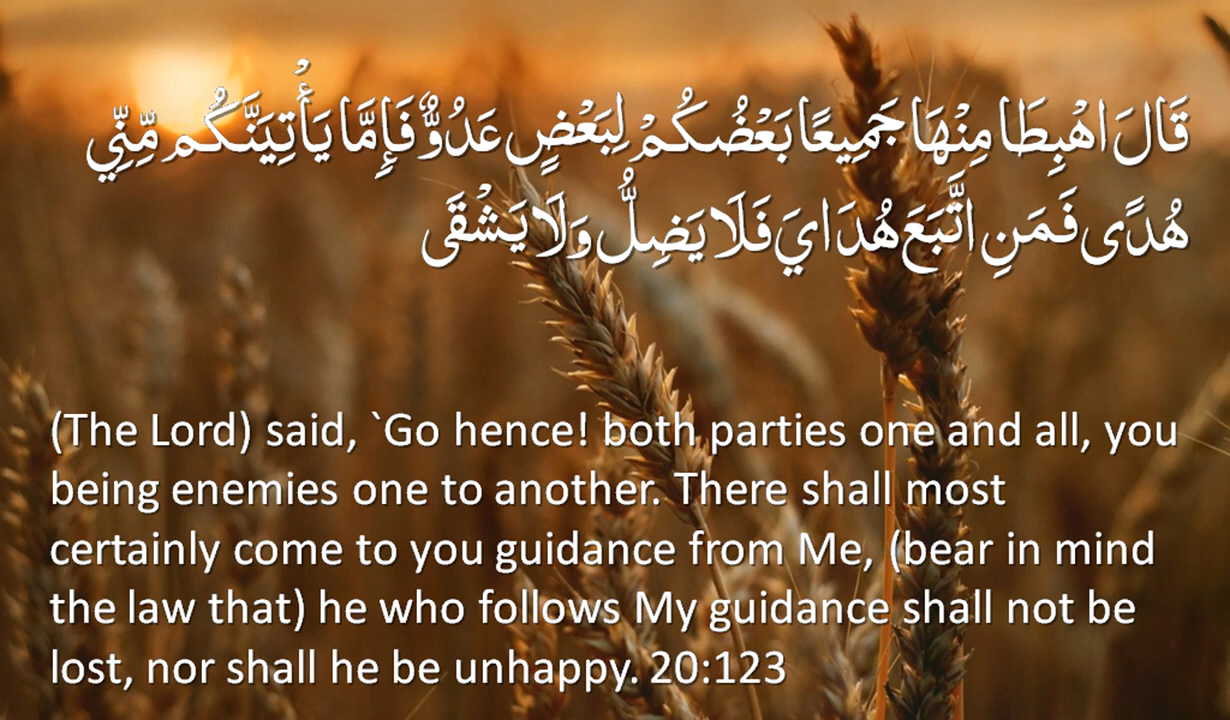 قَالَ اهْبِطَا مِنْهَا جَمِيعًا بَعْضُكُمْ لِبَعْضٍ عَدُوٌّ فَإِمَّا يَأْتِيَنَّكُم مِّنِّي
هُدًى فَمَنِ اتَّبَعَ هُدَايَ فَلَا يَضِلُّ وَلَا يَشْقَى
(The Lord) said, `Go hence! both parties one and all, you
being enemies one to another. There shall most
certainly come to you guidance from Me, (bear in mind
the law that) he who follows My guidance shall not be
lost, nor shall he be unhappy. 20:123